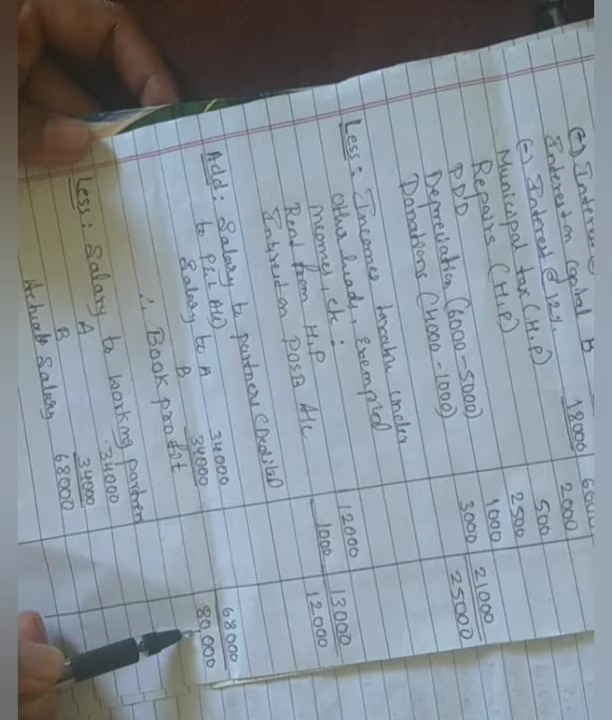 (-) Interest
Interest on capital B 18000 6000
(-) Interest @ 12% 2000
Municipal tax (H.P) 500
Repairs (H.P) 2500
PDD 1000
Depreciation (6000-5000) 3000 21000
Donations (4000-1000) 25000
Less: Incomes taxable under
other heads, Exempted
incomes, etc :
Rent from H.P 12000
Interest on POSB A/c 1000 13000
12000
Add: Salary to partners (Debited
to P&L A/c)
Salary to A 34000
B 34000 68000
∴ Book profit 80,000
Less: Salary to working partner
A 34000
B 34000
Actual Salary 68000